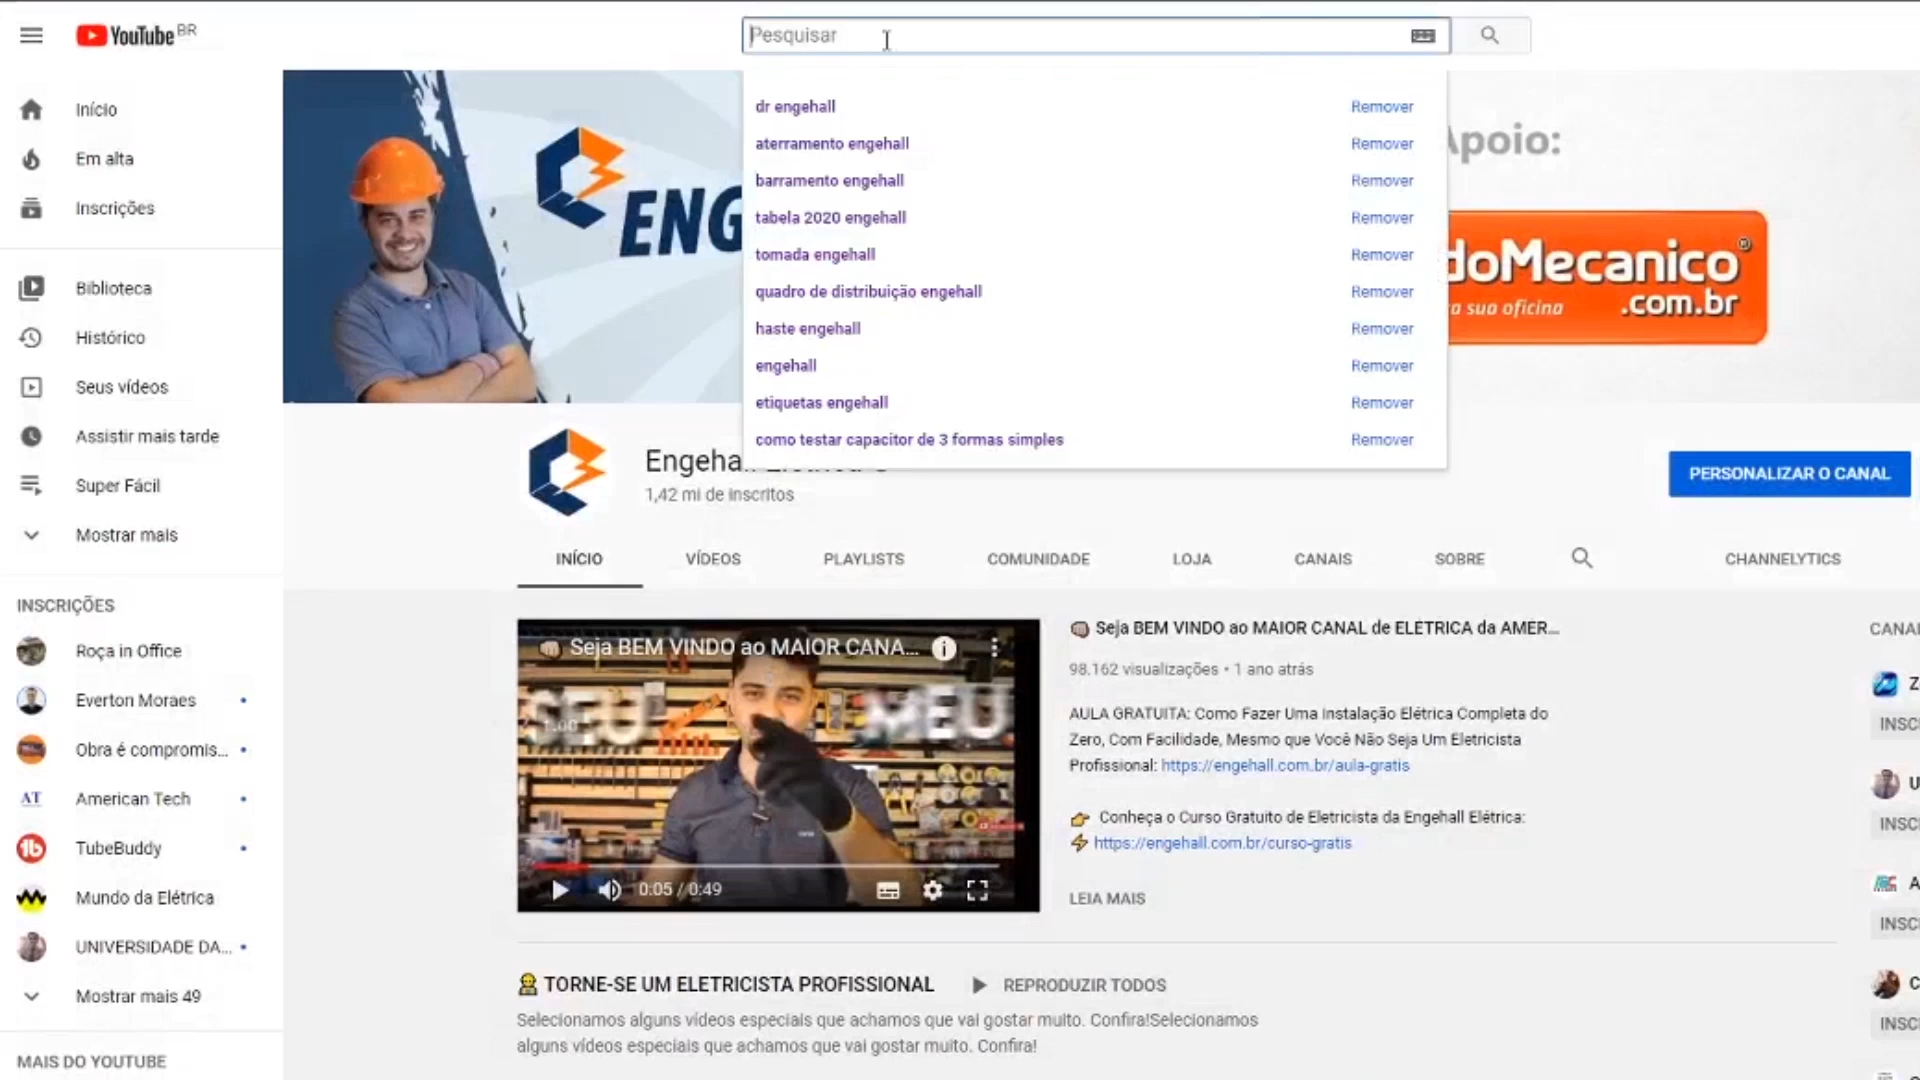 YouTube BR
Pesquisar
Início
Em alta
Inscrições
Biblioteca
Histórico
Seus vídeos
Assistir mais tarde
Super Fácil
Mostrar mais
INSCRIÇÕES
Roça in Office
Everton Moraes
Obra é compromis...
AT American Tech
TubeBuddy
Mundo da Elétrica
UNIVERSIDADE DA...
Mostrar mais 49
MAIS DO YOUTUBE
ENG
dr engehall Remover
aterramento engehall Remover
barramento engehall Remover
tabela 2020 engehall Remover
tomada engehall Remover
quadro de distribuição engehall Remover
haste engehall Remover
engehall Remover
etiquetas engehall Remover
como testar capacitor de 3 formas simples Remover
Apoio:
doMecanico®
.com.br
a sua oficina
1,42 mi de inscritos
PERSONALIZAR O CANAL
INÍCIO VÍDEOS PLAYLISTS COMUNIDADE LOJA CANAIS SOBRE CHANNELYTICS
Seja BEM VINDO ao MAIOR CANA...
MEU
0:05 / 0:49
Seja BEM VINDO ao MAIOR CANAL de ELÉTRICA da AMÉR...
98.162 visualizações • 1 ano atrás
AULA GRATUITA: Como Fazer Uma Instalação Elétrica Completa do
Zero, Com Facilidade, Mesmo que Você Não Seja Um Eletricista
Profissional: https://engehall.com.br/aula-gratis
Conheça o Curso Gratuito de Eletricista da Engehall Elétrica:
https://engehall.com.br/curso-gratis
LEIA MAIS
CANAI
Z
INSC
U
INSC
A
INSC
C
INSC
TORNE-SE UM ELETRICISTA PROFISSIONAL REPRODUZIR TODOS
Selecionamos alguns vídeos especiais que achamos que vai gostar muito. Confira!Selecionamos
alguns vídeos especiais que achamos que vai gostar muito. Confira!